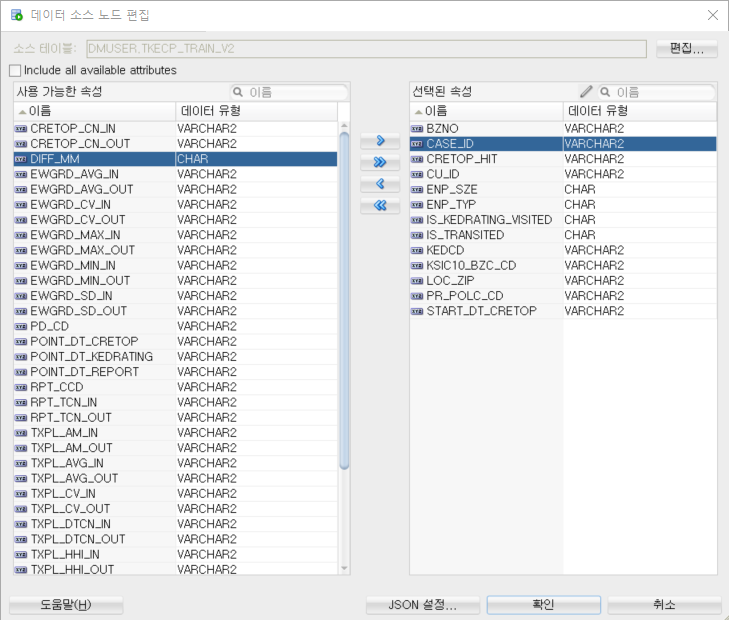 데이터 소스 노드 편집
소스 테이블: DMUSER.TKECP_TRAIN_V2 편집...
Include all available attributes
사용 가능한 속성 이름
이름 데이터 유형
CRETOP_CN_IN VARCHAR2
CRETOP_CN_OUT VARCHAR2
DIFF_MM CHAR
EWGRD_AVG_IN VARCHAR2
EWGRD_AVG_OUT VARCHAR2
EWGRD_CV_IN VARCHAR2
EWGRD_CV_OUT VARCHAR2
EWGRD_MAX_IN VARCHAR2
EWGRD_MAX_OUT VARCHAR2
EWGRD_MIN_IN VARCHAR2
EWGRD_MIN_OUT VARCHAR2
EWGRD_SD_IN VARCHAR2
EWGRD_SD_OUT VARCHAR2
PD_CD VARCHAR2
POINT_DT_CRETOP VARCHAR2
POINT_DT_KEDRATING VARCHAR2
POINT_DT_REPORT VARCHAR2
RPT_CCD VARCHAR2
RPT_TCN_IN VARCHAR2
RPT_TCN_OUT VARCHAR2
TXPL_AM_IN VARCHAR2
TXPL_AM_OUT VARCHAR2
TXPL_AVG_IN VARCHAR2
TXPL_AVG_OUT VARCHAR2
TXPL_CV_IN VARCHAR2
TXPL_CV_OUT VARCHAR2
TXPL_DTCN_IN VARCHAR2
TXPL_DTCN_OUT VARCHAR2
TXPL_HHI_IN VARCHAR2
TXPL_HHI_OUT VARCHAR2
선택된 속성 이름
이름 데이터 유형
BZNO VARCHAR2
CASE_ID VARCHAR2
CRETOP_HIT VARCHAR2
CU_ID VARCHAR2
ENP_SZE CHAR
ENP_TYP CHAR
IS_KEDRATING_VISITED CHAR
IS_TRANSITED CHAR
KEDCD VARCHAR2
KSIC10_BZC_CD VARCHAR2
LOC_ZIP VARCHAR2
PR_POLC_CD VARCHAR2
START_DT_CRETOP VARCHAR2
도움말(H) JSON 설정... 확인 취소